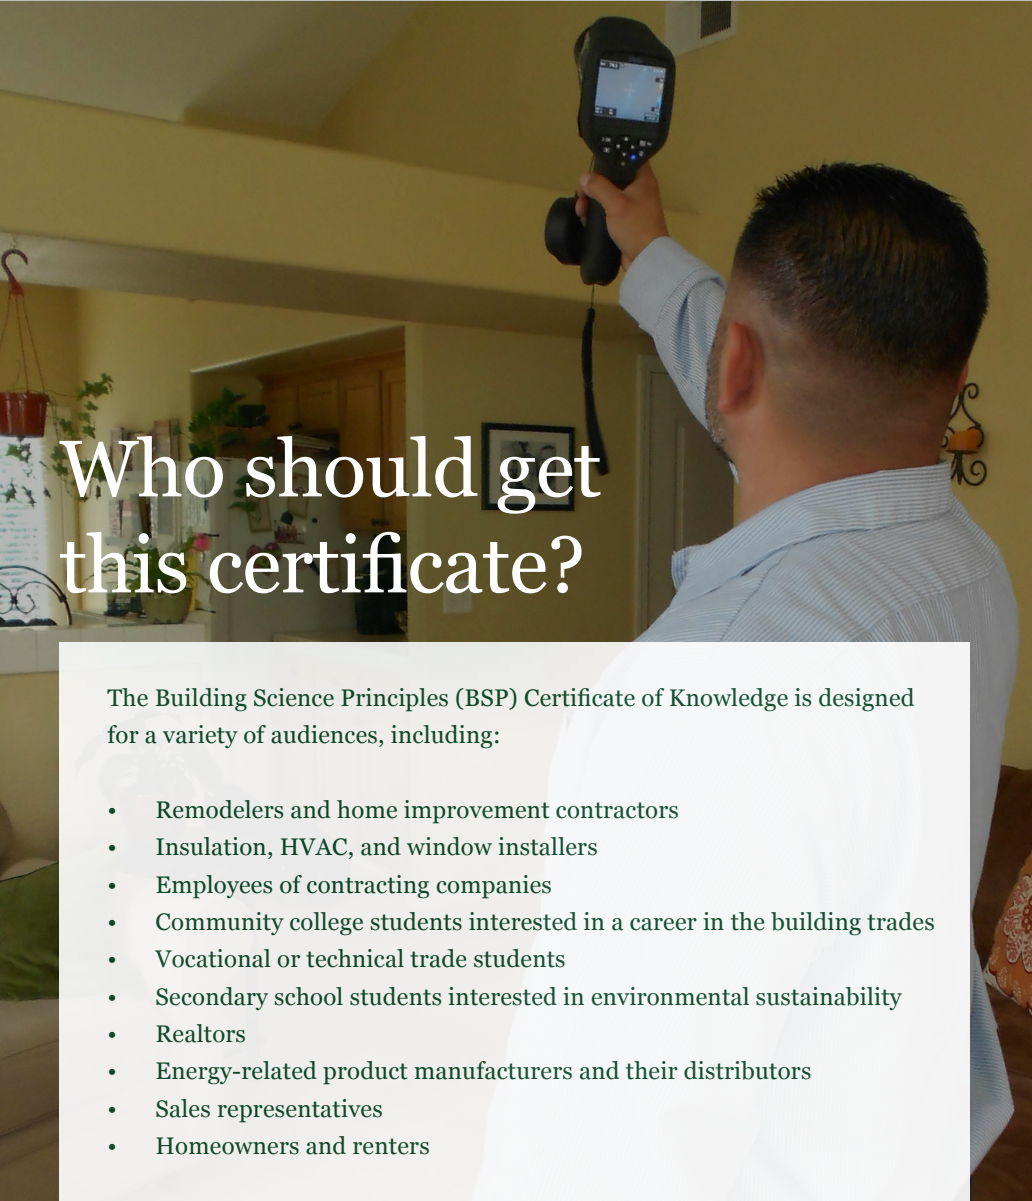 Who should get
this certificate?
The Building Science Principles (BSP) Certificate of Knowledge is designed
for a variety of audiences, including:
• Remodelers and home improvement contractors
• Insulation, HVAC, and window installers
• Employees of contracting companies
• Community college students interested in a career in the building trades
• Vocational or technical trade students
• Secondary school students interested in environmental sustainability
• Realtors
• Energy-related product manufacturers and their distributors
• Sales representatives
• Homeowners and renters